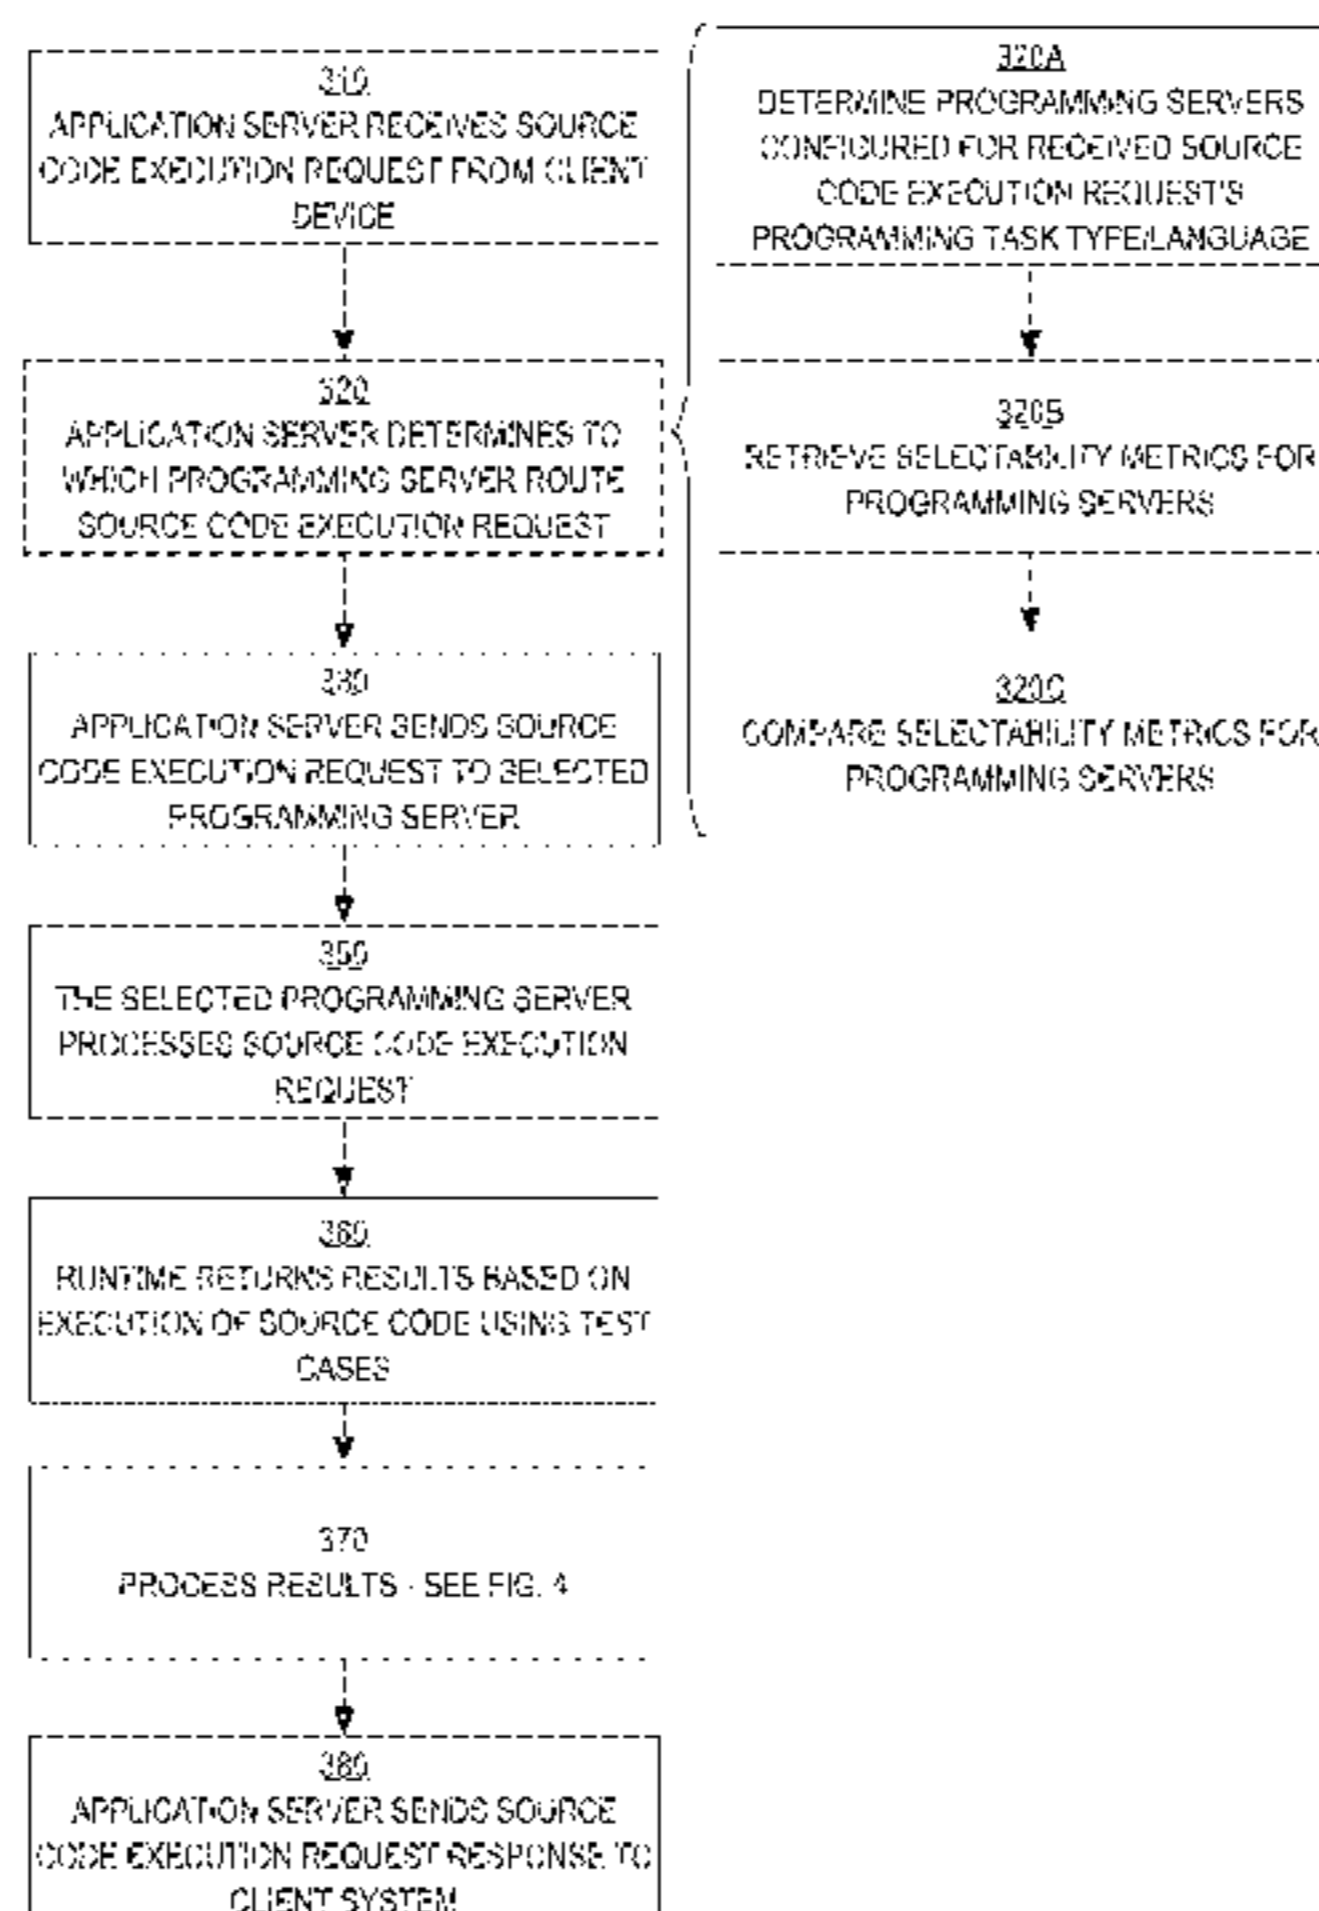 310
APPLICATION SERVER RECEIVES SOURCE
CODE EXECUTION REQUEST FROM CLIENT
DEVICE
320
APPLICATION SERVER DETERMINES TO
WHICH PROGRAMMING SERVER ROUTE
SOURCE CODE EXECUTION REQUEST
330
APPLICATION SERVER SENDS SOURCE
CODE EXECUTION REQUEST TO SELECTED
PROGRAMMING SERVER
350
THE SELECTED PROGRAMMING SERVER
PROCESSES SOURCE CODE EXECUTION
REQUEST
360
RUNTIME RETURNS RESULTS BASED ON
EXECUTION OF SOURCE CODE USING TEST
CASES
370
PROCESS RESULTS - SEE FIG. 4
380
APPLICATION SERVER SENDS SOURCE
CODE EXECUTION REQUEST RESPONSE TO
CLIENT SYSTEM
320A
DETERMINE PROGRAMMING SERVERS
CONFIGURED FOR RECEIVED SOURCE
CODE EXECUTION REQUEST'S
PROGRAMMING TASK TYPE/LANGUAGE
320B
RETRIEVE SELECTABILITY METRICS FOR
PROGRAMMING SERVERS
320C
COMPARE SELECTABILITY METRICS FOR
PROGRAMMING SERVERS